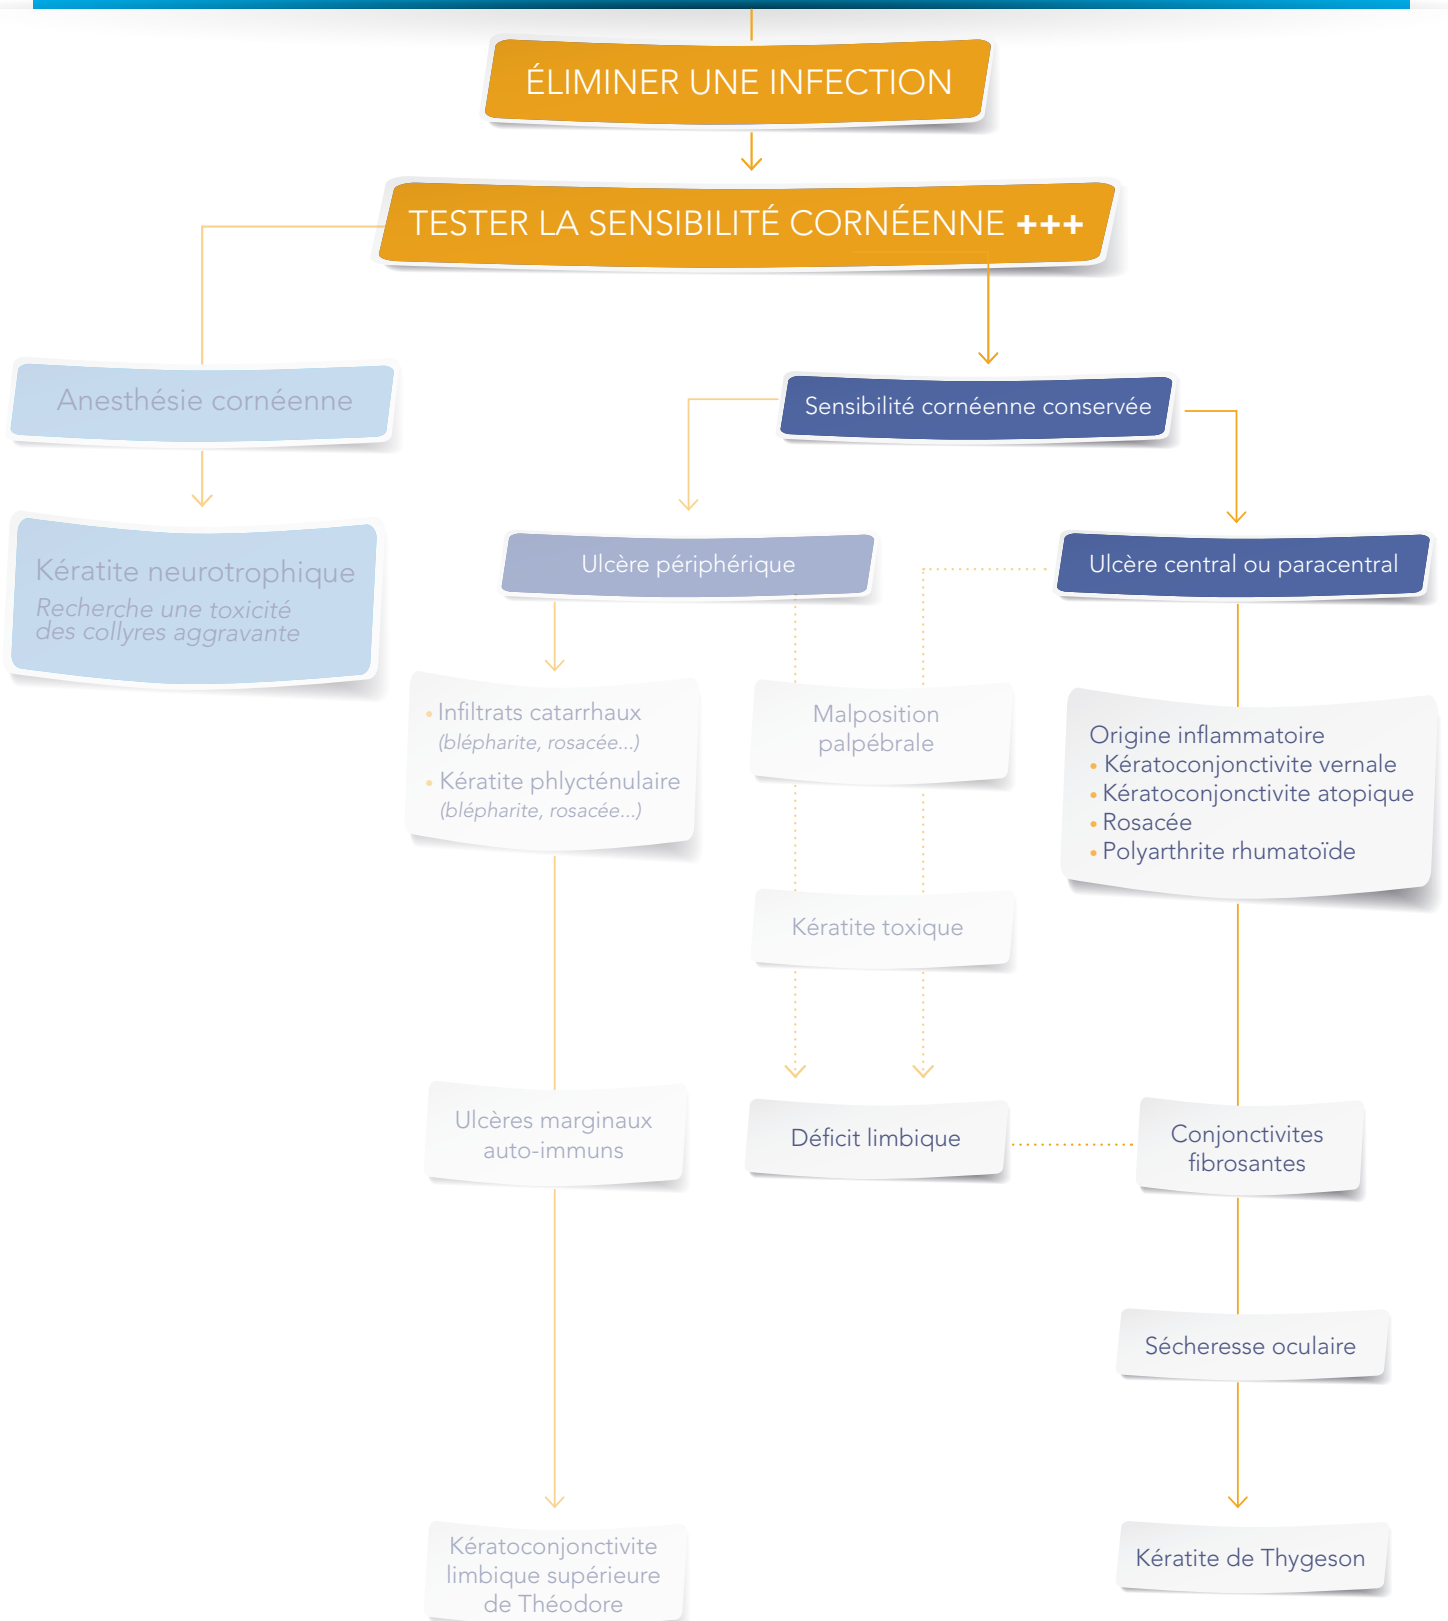 ÉLIMINER UNE INFECTION
TESTER LA SENSIBILITÉ CORNÉENNE +++
Anesthésie cornéenne
Sensibilité cornéenne conservée
Kératite neurotrophique
Recherche une toxicité
des collyres aggravante
Ulcère périphérique
Ulcère central ou paracentral
• Infiltrats catarrhaux
(blépharite, rosacée...)
• Kératite phlycténulaire
(blépharite, rosacée...)
Malposition
palpébrale
Origine inflammatoire
• Kératoconjonctivite vernale
• Kératoconjonctivite atopique
• Rosacée
• Polyarthrite rhumatoïde
Kératite toxique
Ulcères marginaux
auto-immuns
Déficit limbique
Conjonctivites
fibrosantes
Sécheresse oculaire
Kératoconjonctivite
limbique supérieure
de Théodore
Kératite de Thygeson